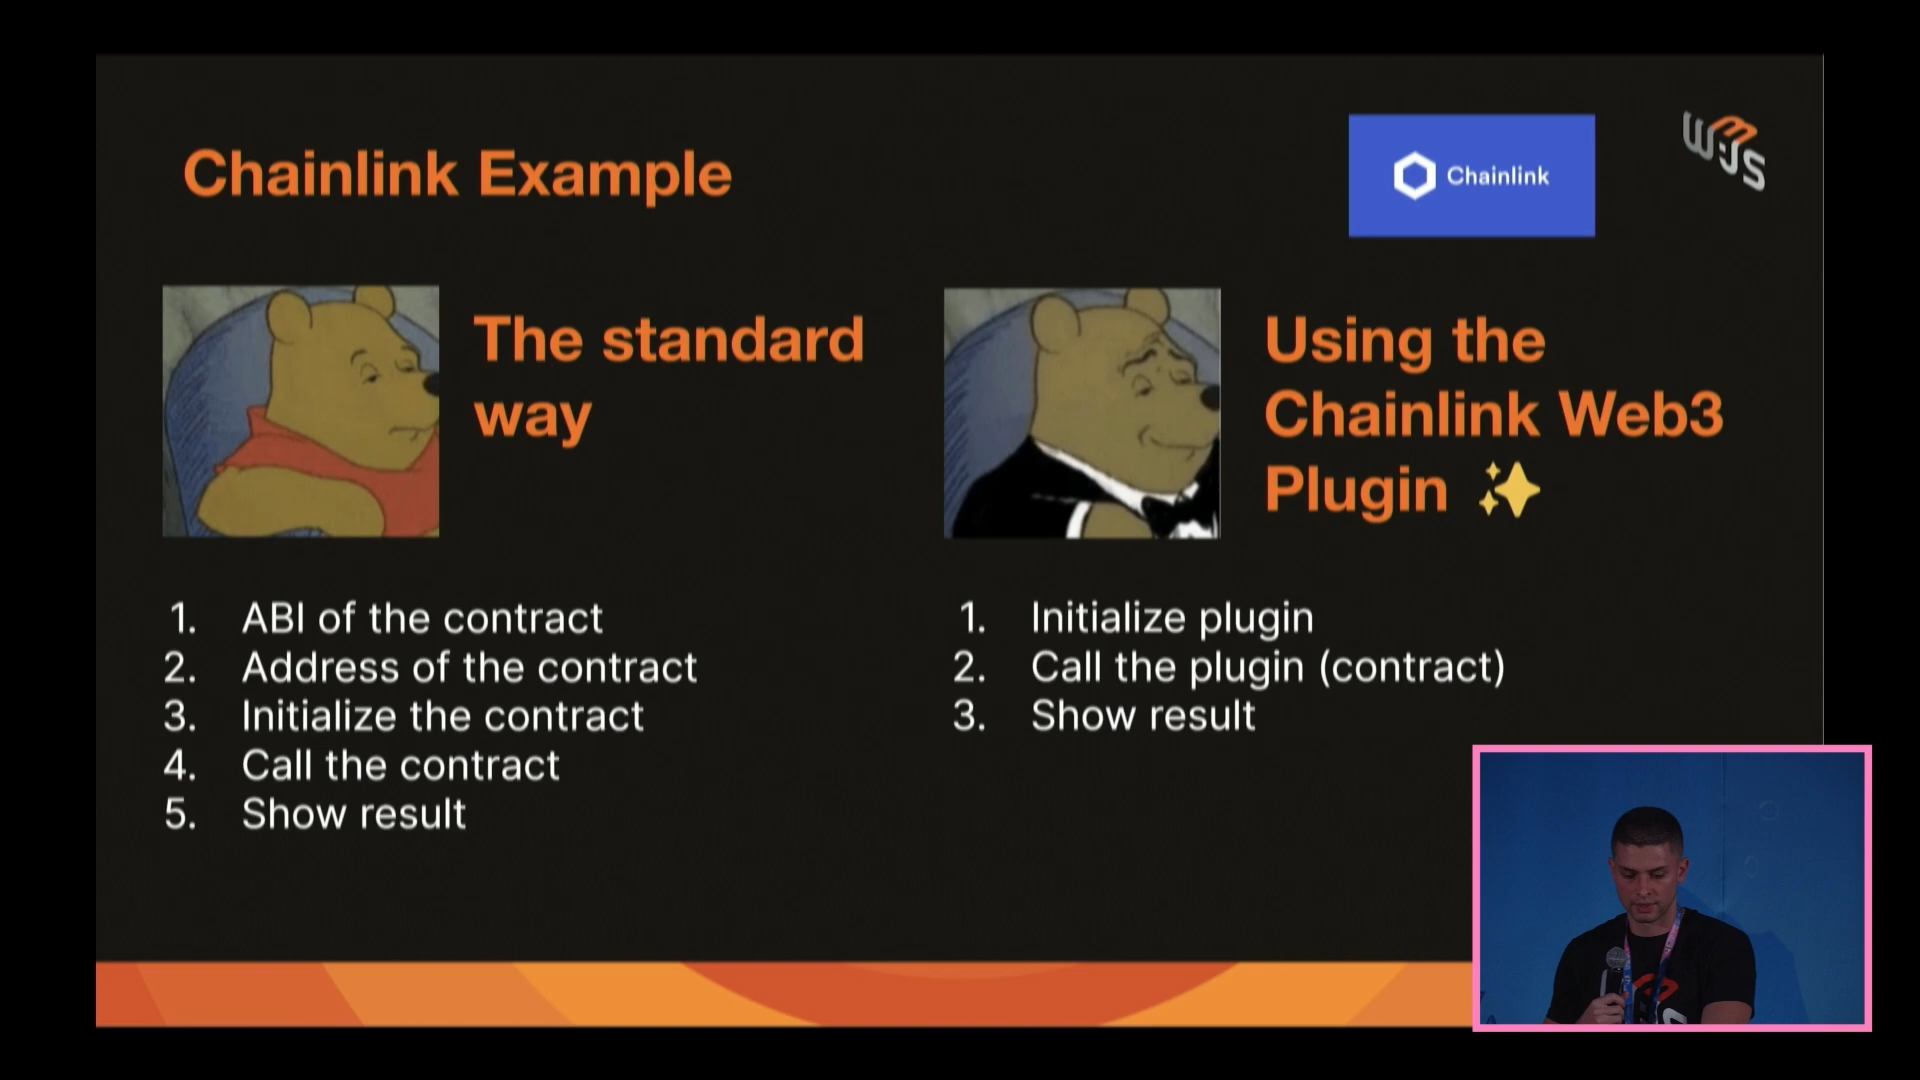 Chainlink Example
Chainlink
W3JS
The standard
way
Using the
Chainlink Web3
Plugin
1. ABI of the contract
2. Address of the contract
3. Initialize the contract
4. Call the contract
5. Show result
1. Initialize plugin
2. Call the plugin (contract)
3. Show result